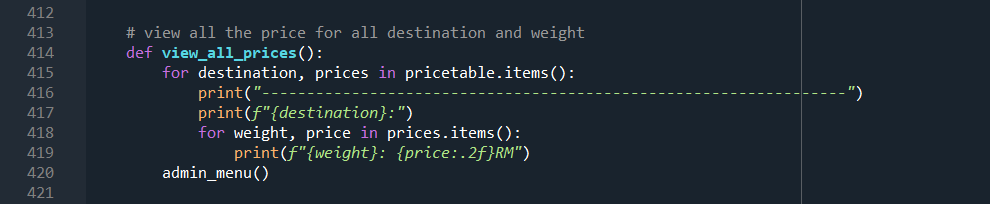 412
413 # view all the price for all destination and weight
414 def view_all_prices():
415 for destination, prices in pricetable.items():
416 print("-----------------------------------------------------------------")
417 print(f"{destination}:")
418 for weight, price in prices.items():
419 print(f"{weight}: {price:.2f}RM")
420 admin_menu()
421